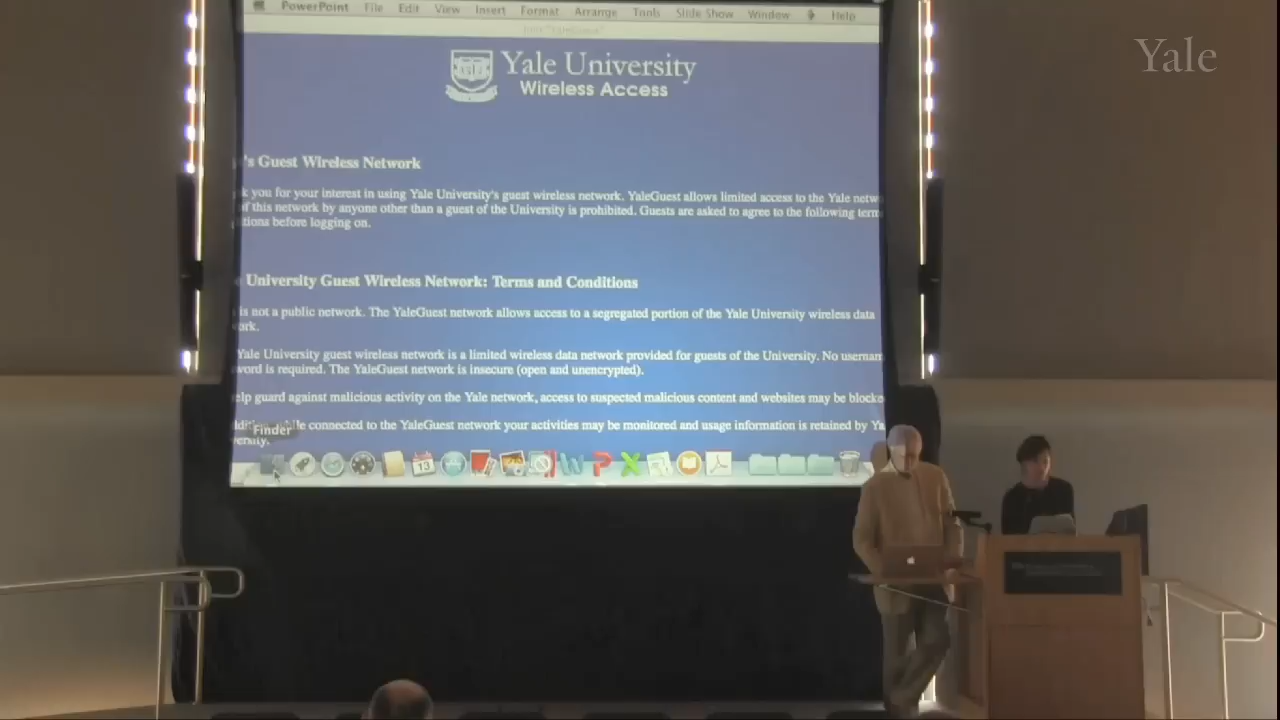 PowerPoint File Edit View Insert Format Arrange Tools Slide Show Window Help
Yale University
Wireless Access
Yale
's Guest Wireless Network
k you for your interest in using Yale University's guest wireless network. YaleGuest allows limited access to the Yale netw
of this network by anyone other than a guest of the University is prohibited. Guests are asked to agree to the following term
itions before logging on.
University Guest Wireless Network: Terms and Conditions
is not a public network. The YaleGuest network allows access to a segregated portion of the Yale University wireless data
ork.
Yale University guest wireless network is a limited wireless data network provided for guests of the University. No usernam
word is required. The YaleGuest network is insecure (open and unencrypted).
elp guard against malicious activity on the Yale network, access to suspected malicious content and websites may be blocke
while connected to the YaleGuest network your activities may be monitored and usage information is retained by Ya
versity.
Finder
13